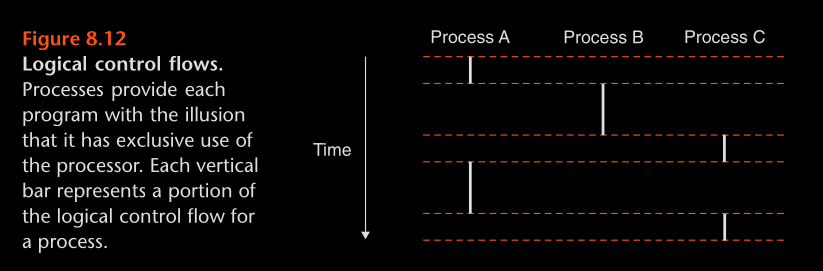 Figure 8.12
Logical control flows.
Processes provide each
program with the illusion
that it has exclusive use of
the processor. Each vertical
bar represents a portion of
the logical control flow for
a process.
Process A Process B Process C
Time